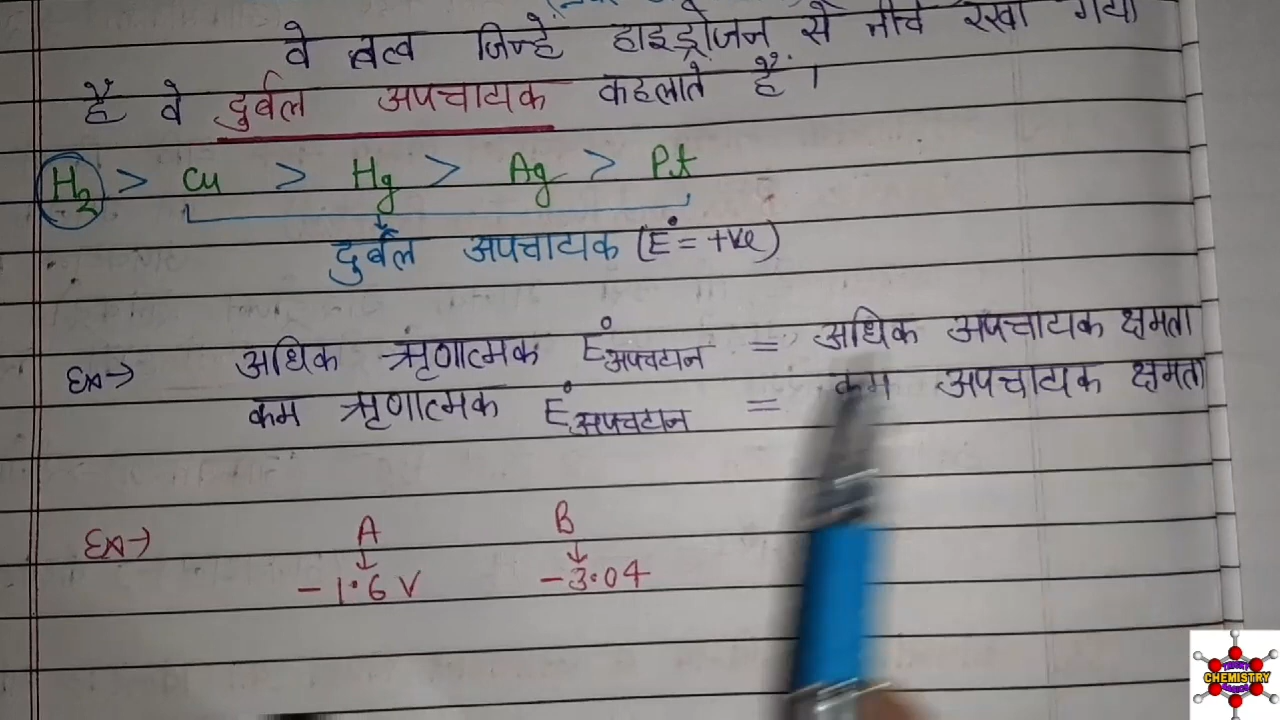 वे तत्व जिन्हें हाइड्रोजन से नीचे रखा गया
हैं वे दुर्बल अपचायक कहलाते हैं।
H₂ > Cu > Hg > Ag > Pt
दुर्बल अपचायक (E° = +ve)
Ex→ अधिक ऋणात्मक E°अपचयन = अधिक अपचायक क्षमता
कम ऋणात्मक E°अपचयन = कम अपचायक क्षमता
Ex→ A B
-1.6 V -3.04
CHEMISTRY